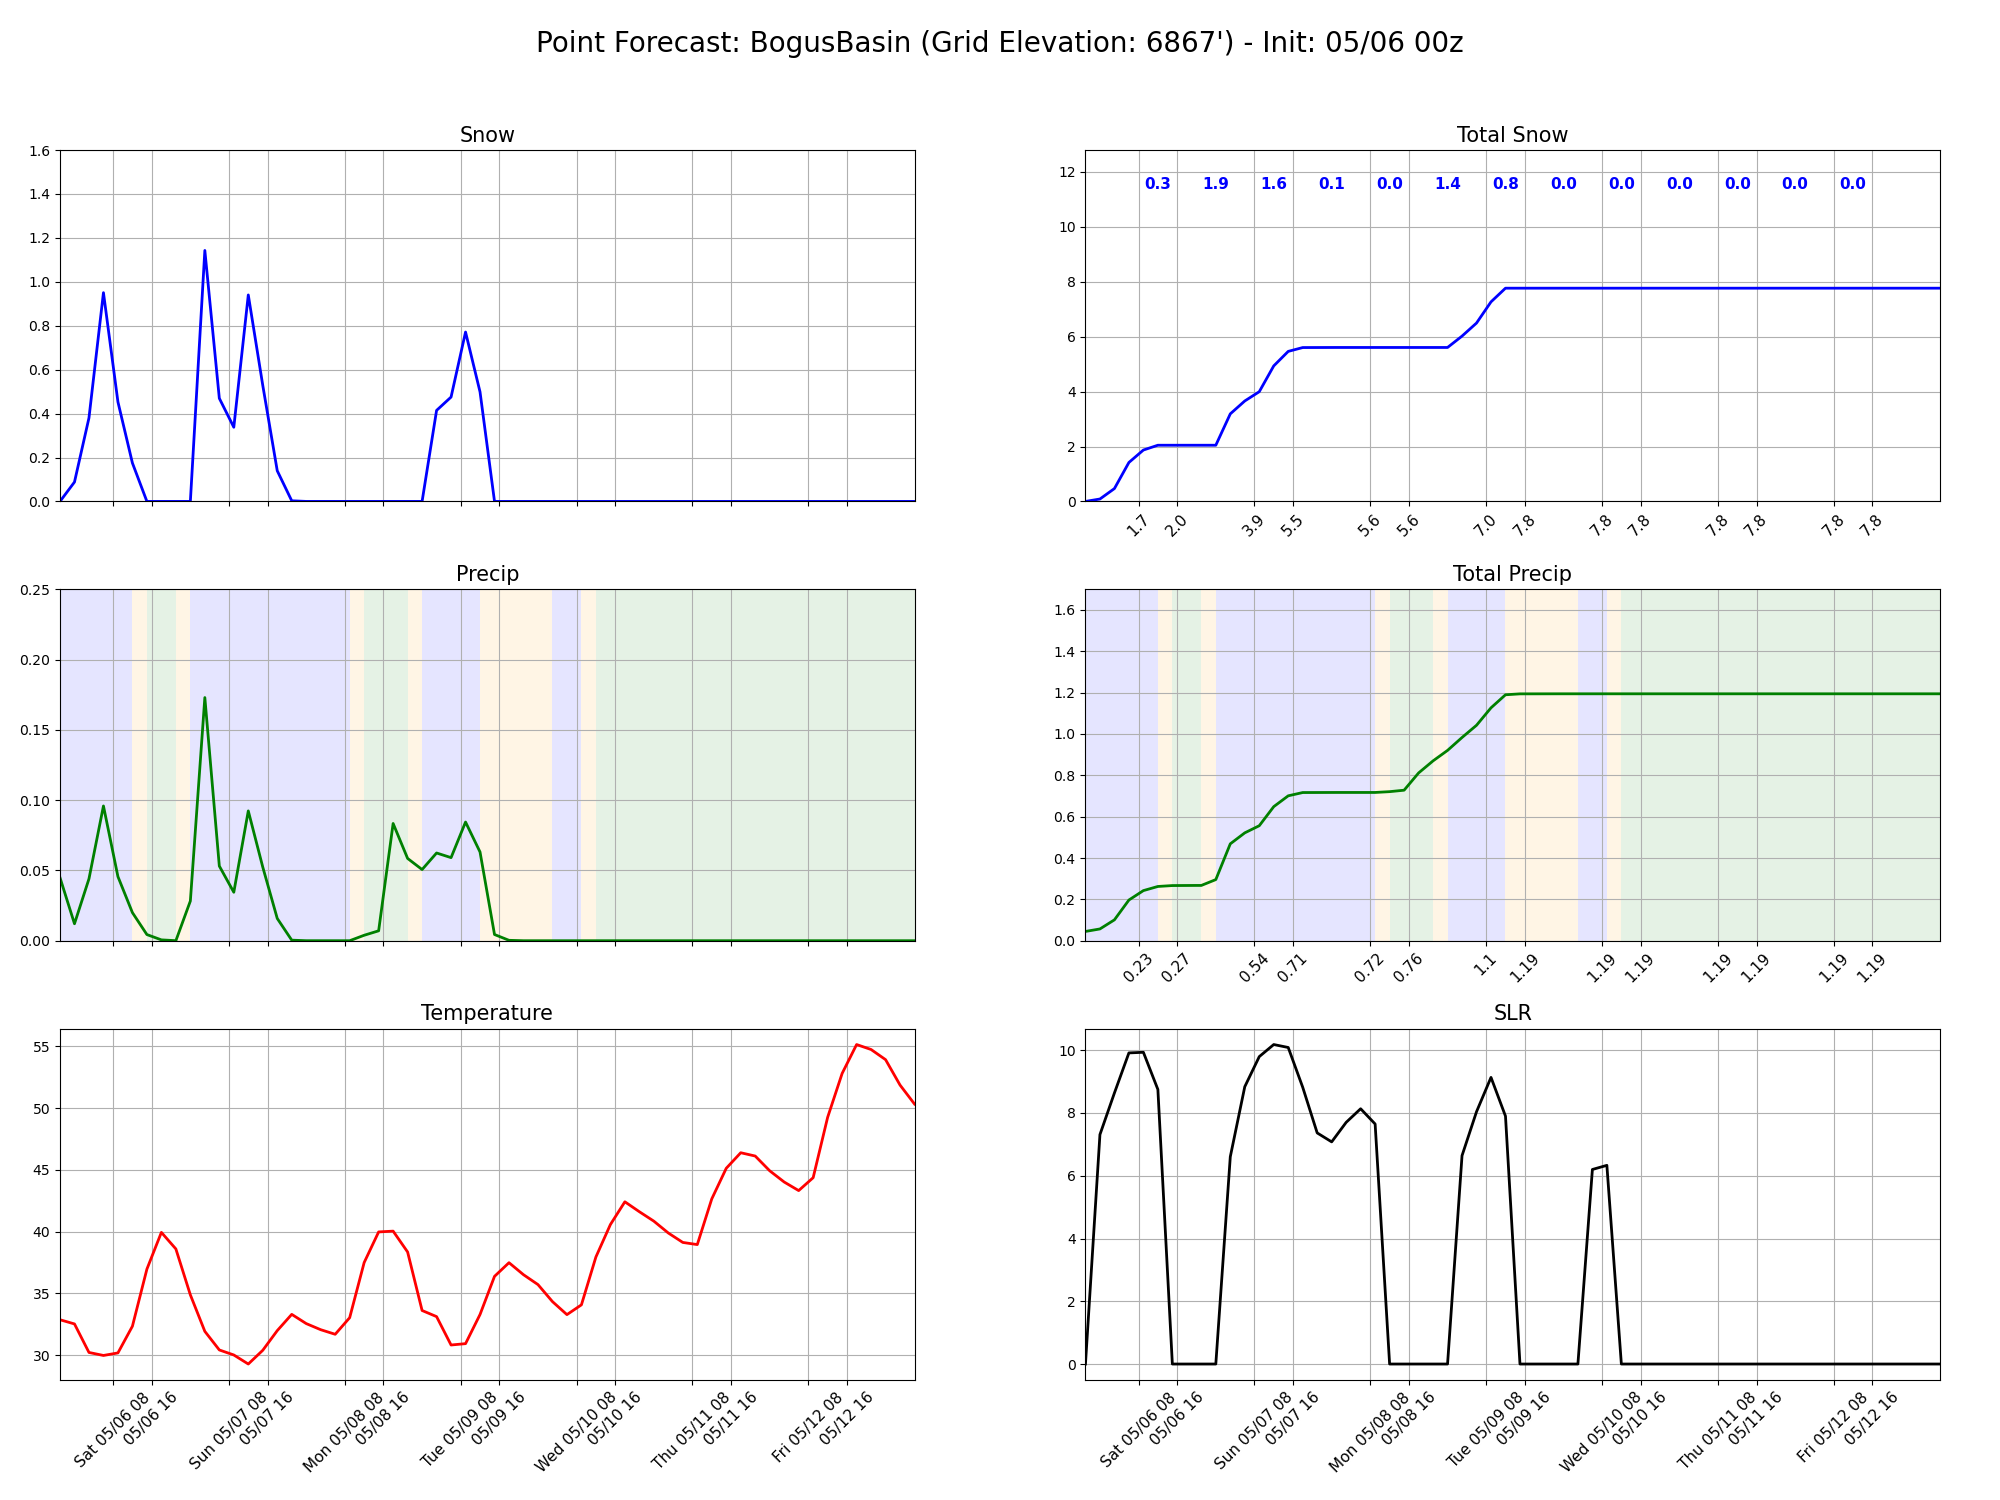 Point Forecast: BogusBasin (Grid Elevation: 6867') - Init: 05/06 00z
Snow
1.6
1.4
1.2
1.0
0.8
0.6
0.4
0.2
0.0
Total Snow
12
10
8
6
4
2
0
0.3 1.9 1.6 0.1 0.0 1.4 0.8 0.0 0.0 0.0 0.0 0.0 0.0
1.7 2.0 3.9 5.5 5.6 5.6 7.0 7.8 7.8 7.8 7.8 7.8 7.8 7.8
Precip
0.25
0.20
0.15
0.10
0.05
0.00
Total Precip
1.6
1.4
1.2
1.0
0.8
0.6
0.4
0.2
0.0
0.23 0.27 0.54 0.71 0.72 0.76 1.1 1.19 1.19 1.19 1.19 1.19 1.19 1.19
Temperature
55
50
45
40
35
30
Sat 05/06 08
05/06 16
Sun 05/07 08
05/07 16
Mon 05/08 08
05/08 16
Tue 05/09 08
05/09 16
Wed 05/10 08
05/10 16
Thu 05/11 08
05/11 16
Fri 05/12 08
05/12 16
SLR
10
8
6
4
2
0
Sat 05/06 08
05/06 16
Sun 05/07 08
05/07 16
Mon 05/08 08
05/08 16
Tue 05/09 08
05/09 16
Wed 05/10 08
05/10 16
Thu 05/11 08
05/11 16
Fri 05/12 08
05/12 16